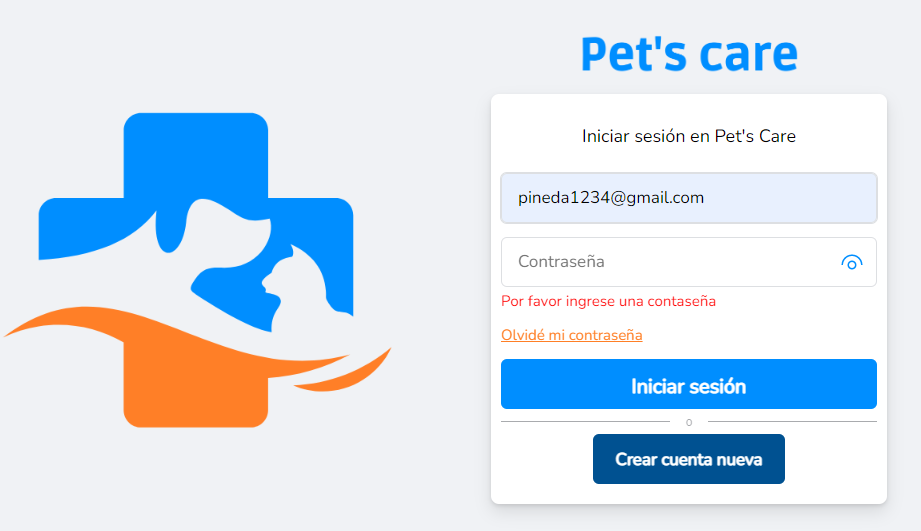 Pet's care
Iniciar sesión en Pet's Care
pineda1234@gmail.com
Contraseña
Por favor ingrese una contaseña
Olvidé mi contraseña
Iniciar sesión
o
Crear cuenta nueva